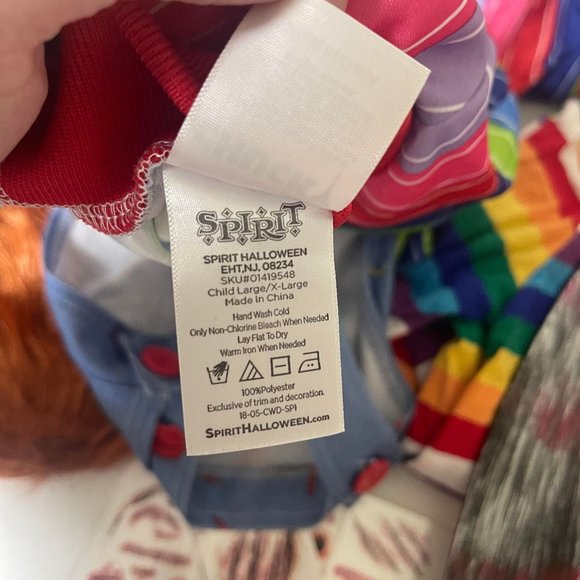 SPIRIT
SPIRIT HALLOWEEN
EHT,NJ, 08234
SKU#01419548
Child Large/X-Large
Made In China
Hand Wash Cold
Only Non-Chlorine Bleach When Needed
Lay Flat To Dry
Warm Iron When Needed
100%Polyester
Exclusive of trim and decoration.
18-05-CWD-SPI
SPIRITHALLOWEEN.com